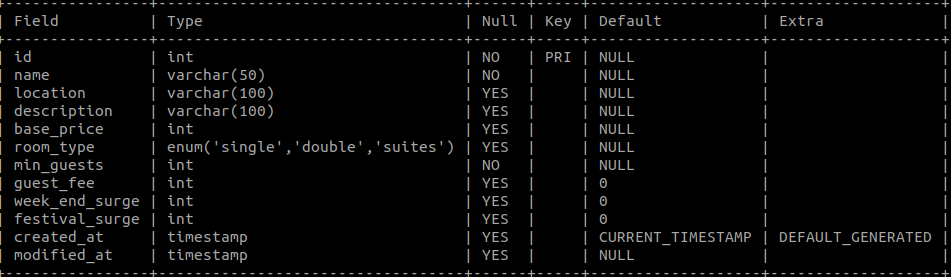 +----------------+----------------------------------+------+-----+-------------------+-------------------+
| Field          | Type                             | Null | Key | Default           | Extra             |
+----------------+----------------------------------+------+-----+-------------------+-------------------+
| id             | int                              | NO   | PRI | NULL              |                   |
| name           | varchar(50)                      | NO   |     | NULL              |                   |
| location       | varchar(100)                     | YES  |     | NULL              |                   |
| description    | varchar(100)                     | YES  |     | NULL              |                   |
| base_price     | int                              | YES  |     | NULL              |                   |
| room_type      | enum('single','double','suites') | YES  |     | NULL              |                   |
| min_guests     | int                              | NO   |     | NULL              |                   |
| guest_fee      | int                              | YES  |     | 0                 |                   |
| week_end_surge | int                              | YES  |     | 0                 |                   |
| festival_surge | int                              | YES  |     | 0                 |                   |
| created_at     | timestamp                        | YES  |     | CURRENT_TIMESTAMP | DEFAULT_GENERATED |
| modified_at    | timestamp                        | YES  |     | NULL              |                   |
+----------------+----------------------------------+------+-----+-------------------+-------------------+